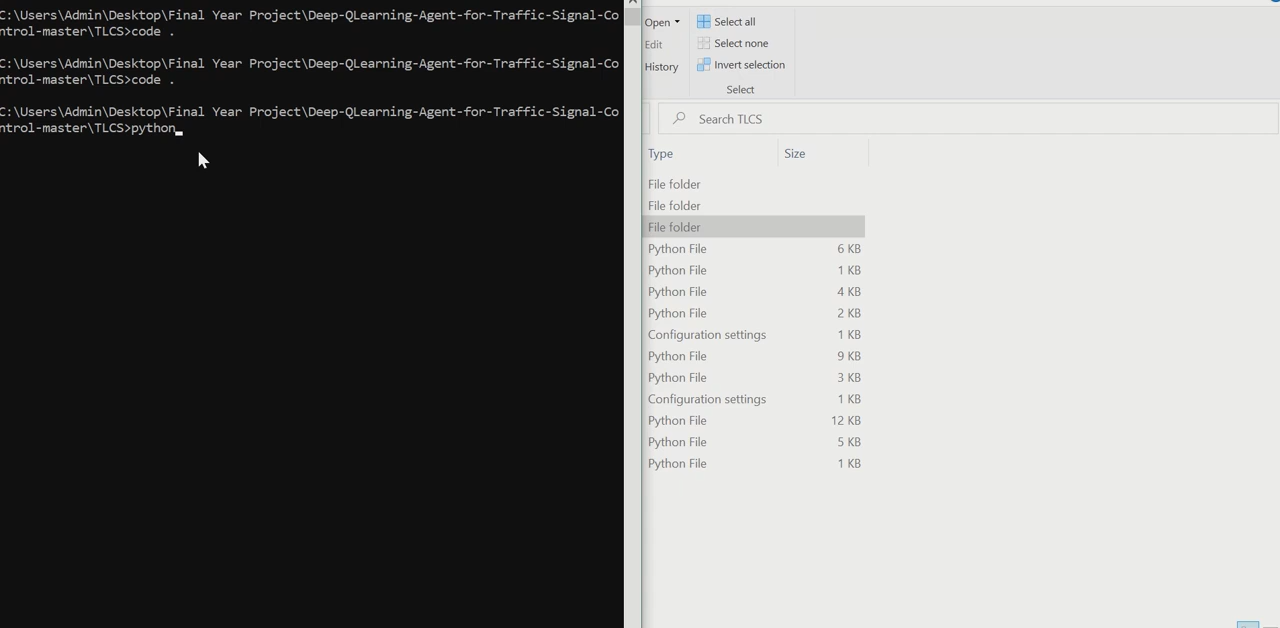 C:\Users\Admin\Desktop\Final Year Project\Deep-QLearning-Agent-for-Traffic-Signal-Co
ntrol-master\TLCS>code .
C:\Users\Admin\Desktop\Final Year Project\Deep-QLearning-Agent-for-Traffic-Signal-Co
ntrol-master\TLCS>code .
C:\Users\Admin\Desktop\Final Year Project\Deep-QLearning-Agent-for-Traffic-Signal-Co
ntrol-master\TLCS>python
Open
Edit
History
Select all
Select none
Invert selection
Select
Search TLCS
Type Size
File folder
File folder
File folder
Python File 6 KB
Python File 1 KB
Python File 4 KB
Python File 2 KB
Configuration settings 1 KB
Python File 9 KB
Python File 3 KB
Configuration settings 1 KB
Python File 12 KB
Python File 5 KB
Python File 1 KB